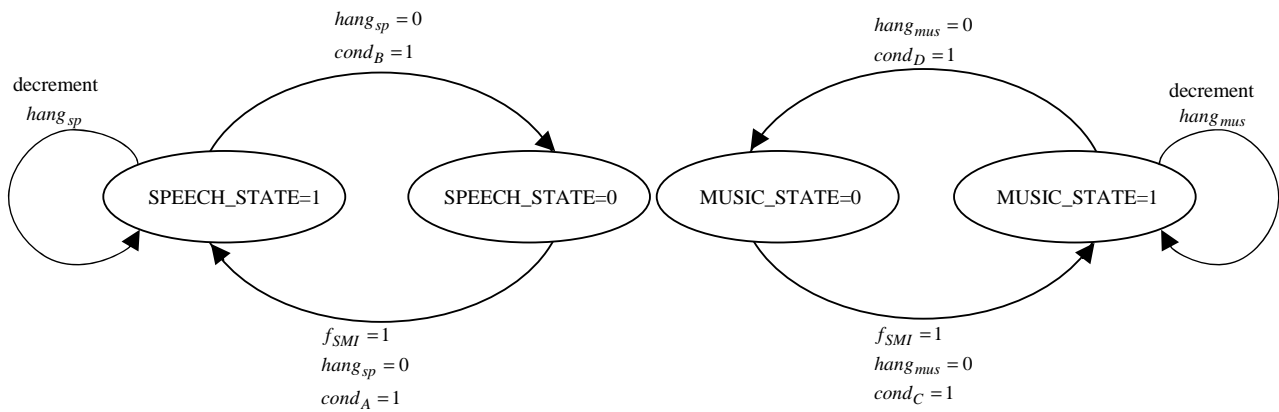 hang_sp = 0
cond_B = 1
hang_mus = 0
cond_D = 1
decrement
hang_sp
decrement
hang_mus
SPEECH_STATE=1
SPEECH_STATE=0
MUSIC_STATE=0
MUSIC_STATE=1
f_SMI = 1
hang_sp = 0
cond_A = 1
f_SMI = 1
hang_mus = 0
cond_C = 1